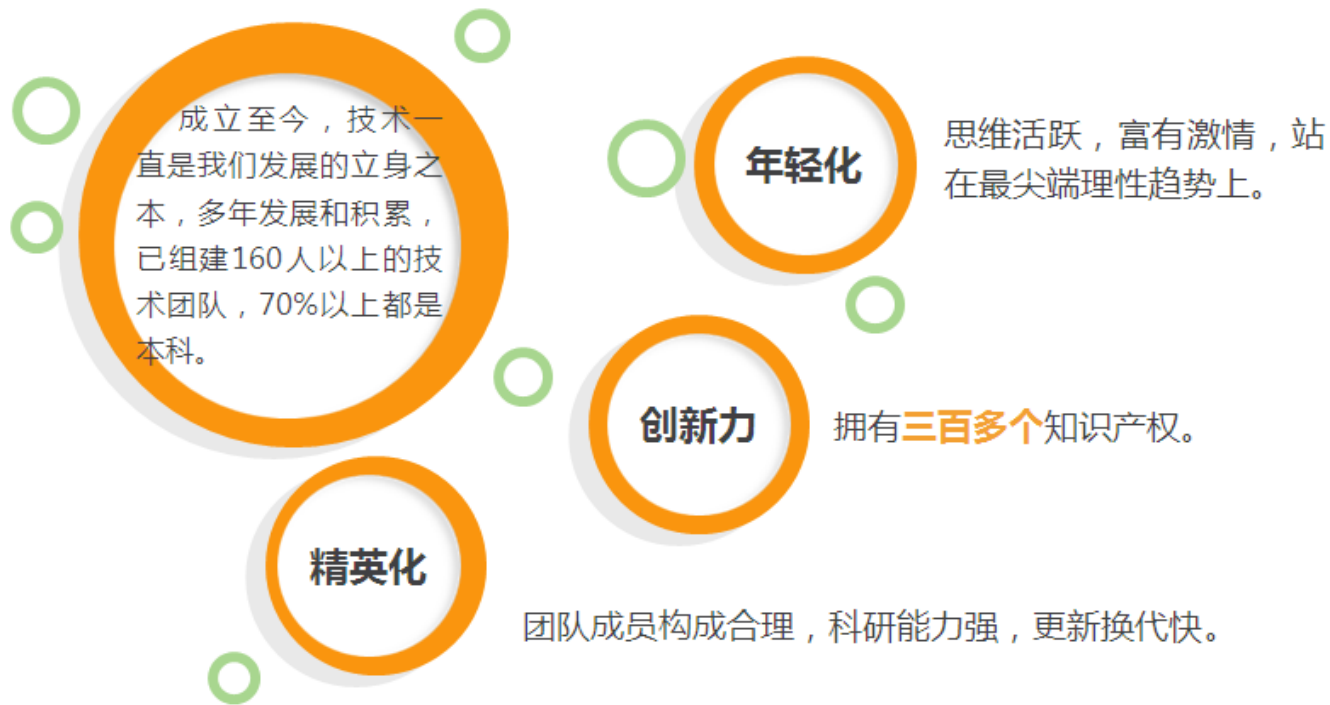 成立至今，技术一
直是我们发展的立身之
本，多年发展和积累，
已组建160人以上的技
术团队，70%以上都是
本科。
年轻化
思维活跃，富有激情，站
在最尖端理性趋势上。
创新力
拥有三百多个知识产权。
精英化
团队成员构成合理，科研能力强，更新换代快。